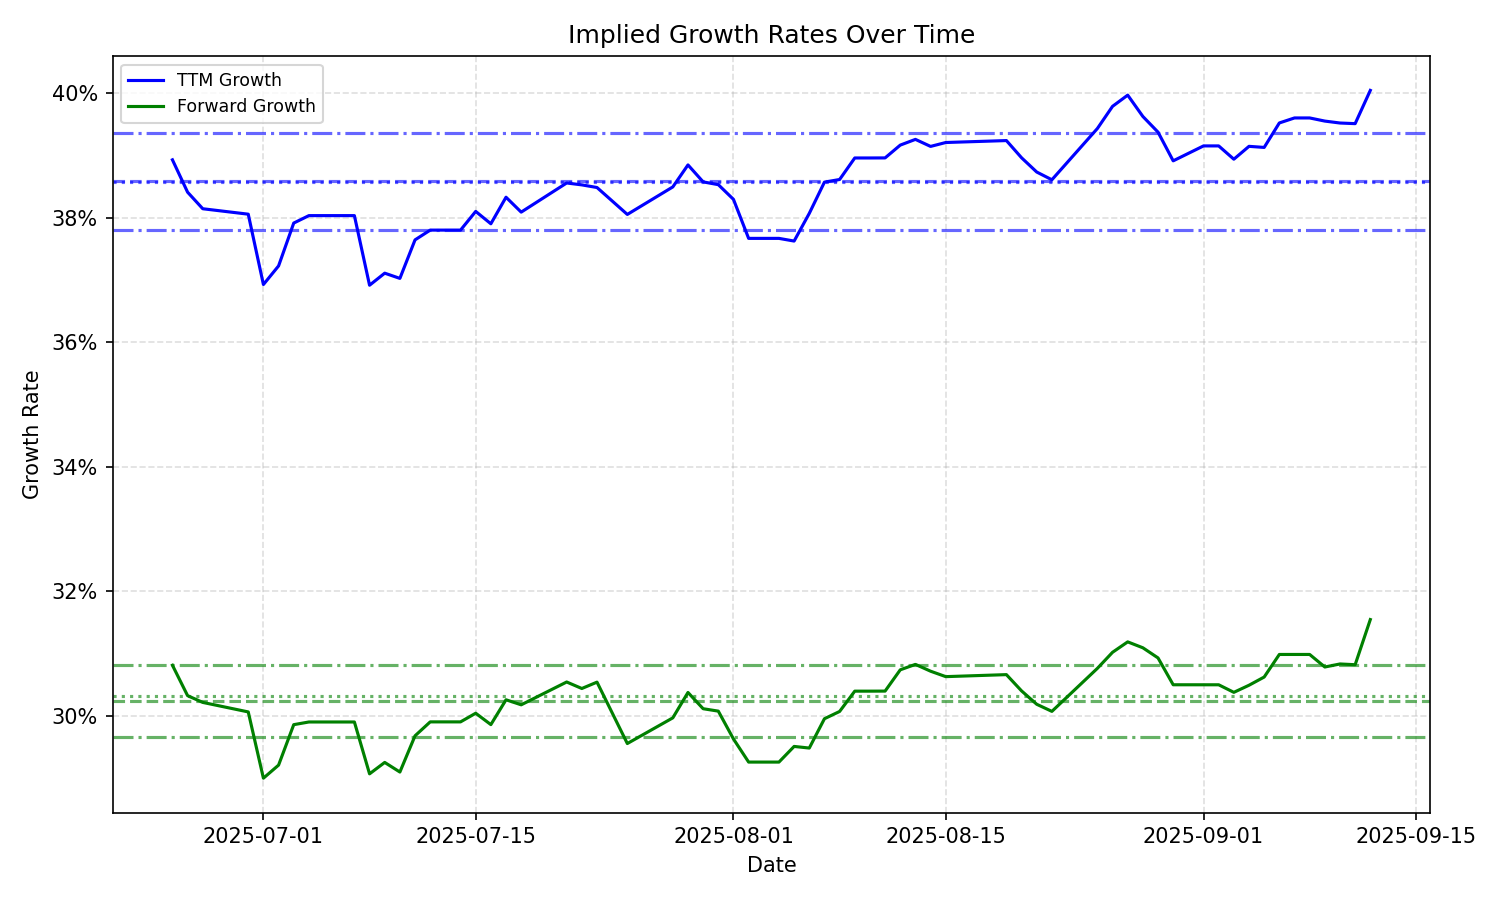 Implied Growth Rates Over Time
TTM Growth
Forward Growth
40%
38%
36%
34%
32%
30%
Growth Rate
2025-07-01
2025-07-15
2025-08-01
2025-08-15
2025-09-01
2025-09-15
Date